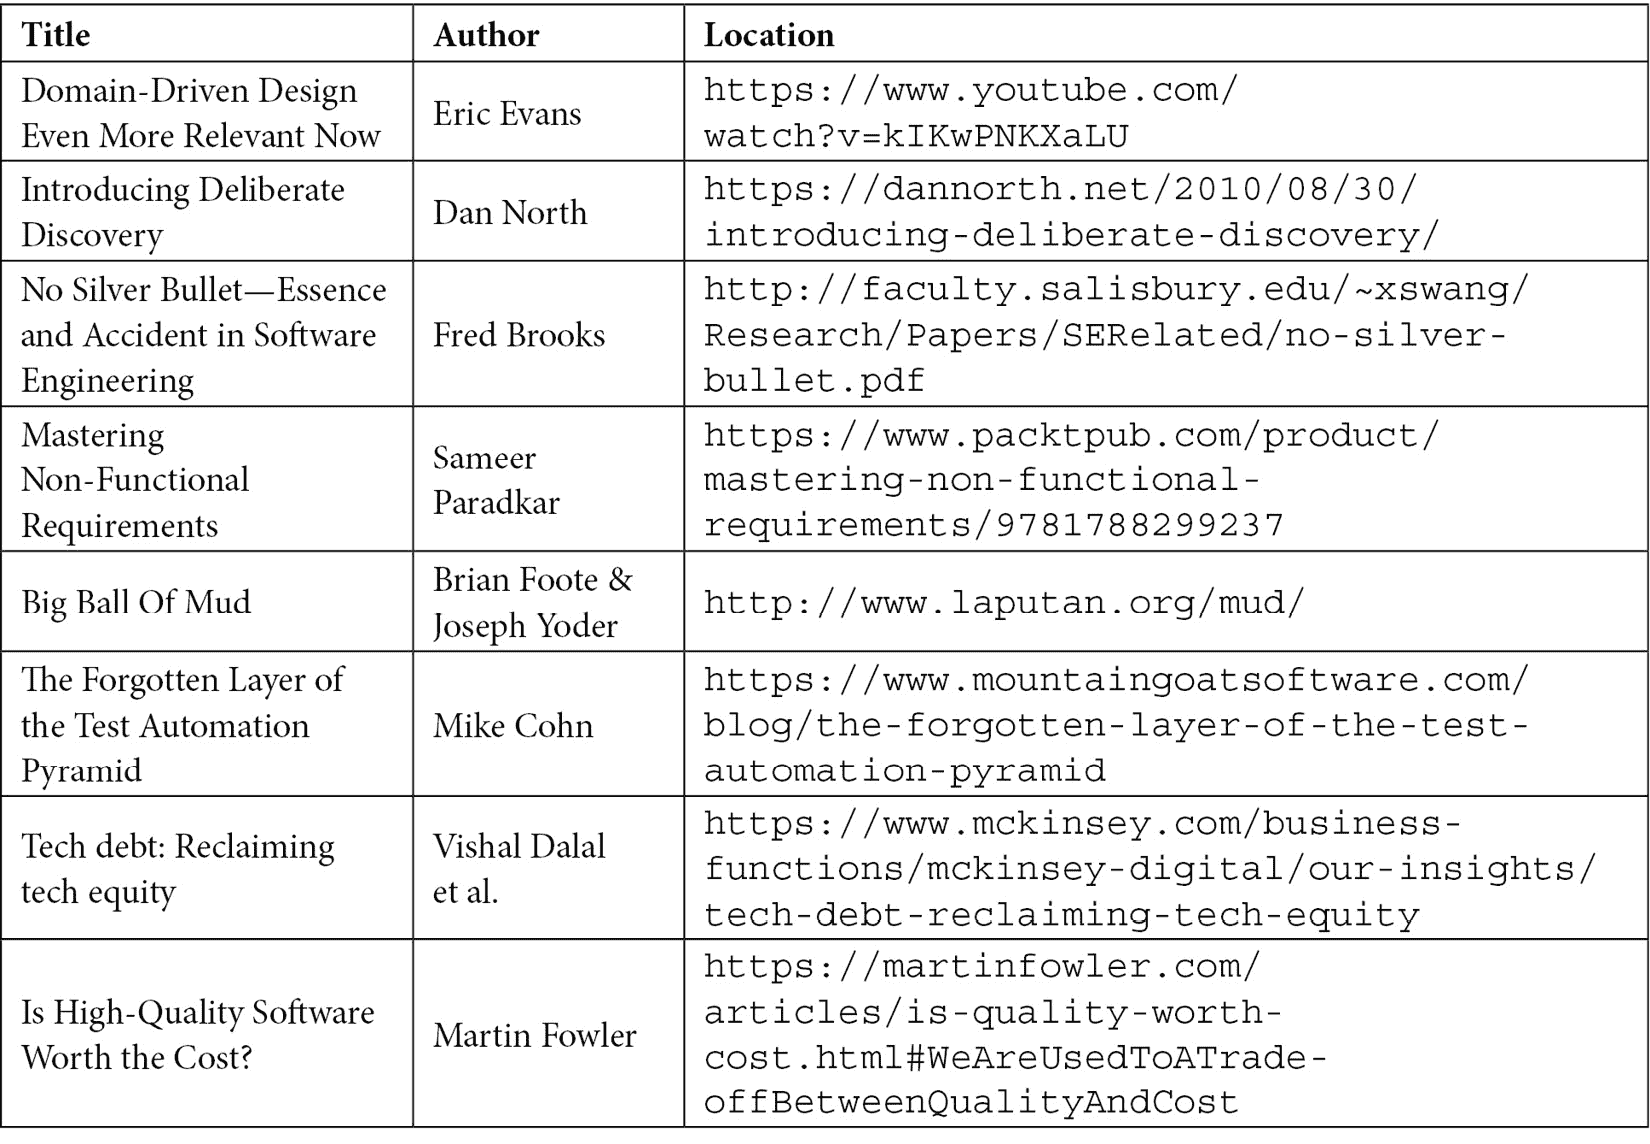 Title
Author
Location
Domain-Driven Design
Even More Relevant Now
Eric Evans
https://www.youtube.com/
watch?v=kIKwPNKXaLU
Introducing Deliberate
Discovery
Dan North
https://dannorth.net/2010/08/30/
introducing-deliberate-discovery/
No Silver Bullet—Essence
and Accident in Software
Engineering
Fred Brooks
http://faculty.salisbury.edu/~xswang/
Research/Papers/SERelated/no-silver-
bullet.pdf
Mastering
Non-Functional
Requirements
Sameer
Paradkar
https://www.packtpub.com/product/
mastering-non-functional-
requirements/9781788299237
Big Ball Of Mud
Brian Foote &
Joseph Yoder
http://www.laputan.org/mud/
The Forgotten Layer of
the Test Automation
Pyramid
Mike Cohn
https://www.mountaingoatsoftware.com/
blog/the-forgotten-layer-of-the-test-
automation-pyramid
Tech debt: Reclaiming
tech equity
Vishal Dalal
et al.
https://www.mckinsey.com/business-
functions/mckinsey-digital/our-insights/
tech-debt-reclaiming-tech-equity
Is High-Quality Software
Worth the Cost?
Martin Fowler
https://martinfowler.com/
articles/is-quality-worth-
cost.html#WeAreUsedToATrade-
offBetweenQualityAndCost